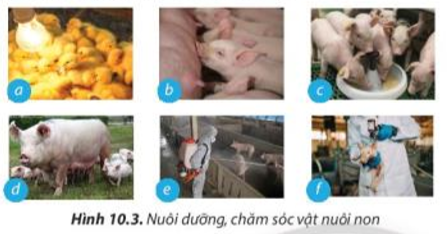 a
b
c
d
e
f
Hình 10.3. Nuôi dưỡng, chăm sóc vật nuôi non